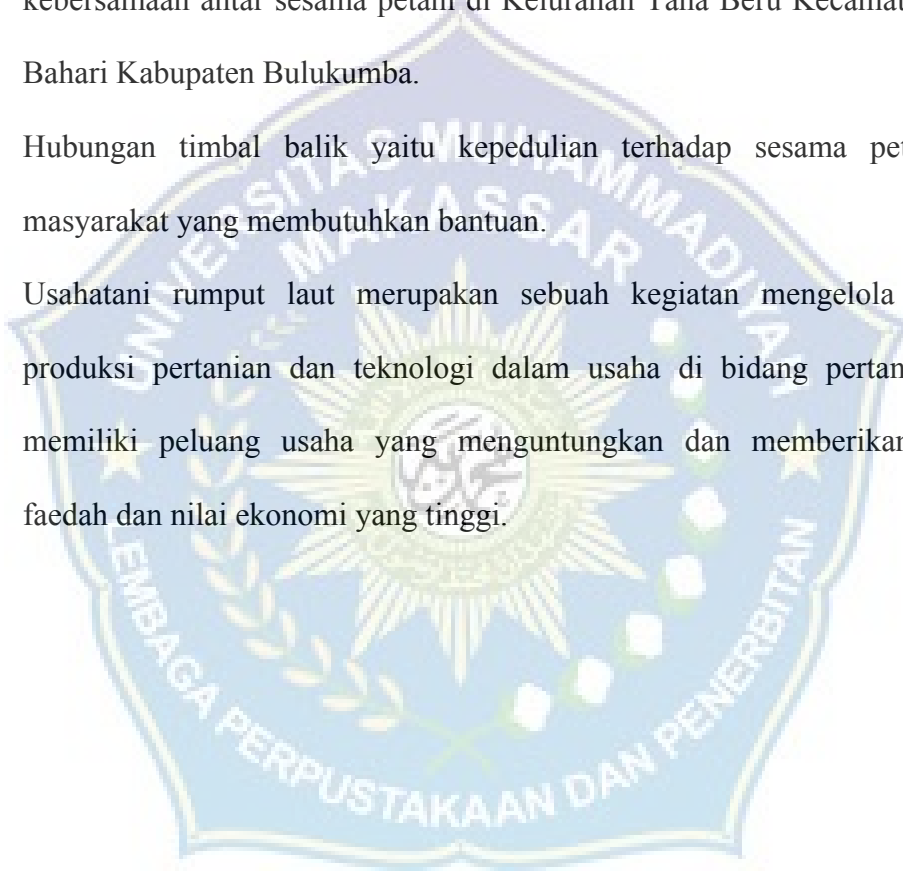 kebersamaan antar sesama petani di Kelurahan Tana Beru Kecamat
Bahari Kabupaten Bulukumba.
Hubungan timbal balik yaitu kepedulian terhadap sesama pet
masyarakat yang membutuhkan bantuan.
Usahatani rumput laut merupakan sebuah kegiatan mengelola
produksi pertanian dan teknologi dalam usaha di bidang pertan
memiliki peluang usaha yang menguntungkan dan memberikan
faedah dan nilai ekonomi yang tinggi.
UNIVERSITAS MUHAMMADIYAH
MAKASSAR
LEMBAGA PERPUSTAKAAN DAN PENERBITAN